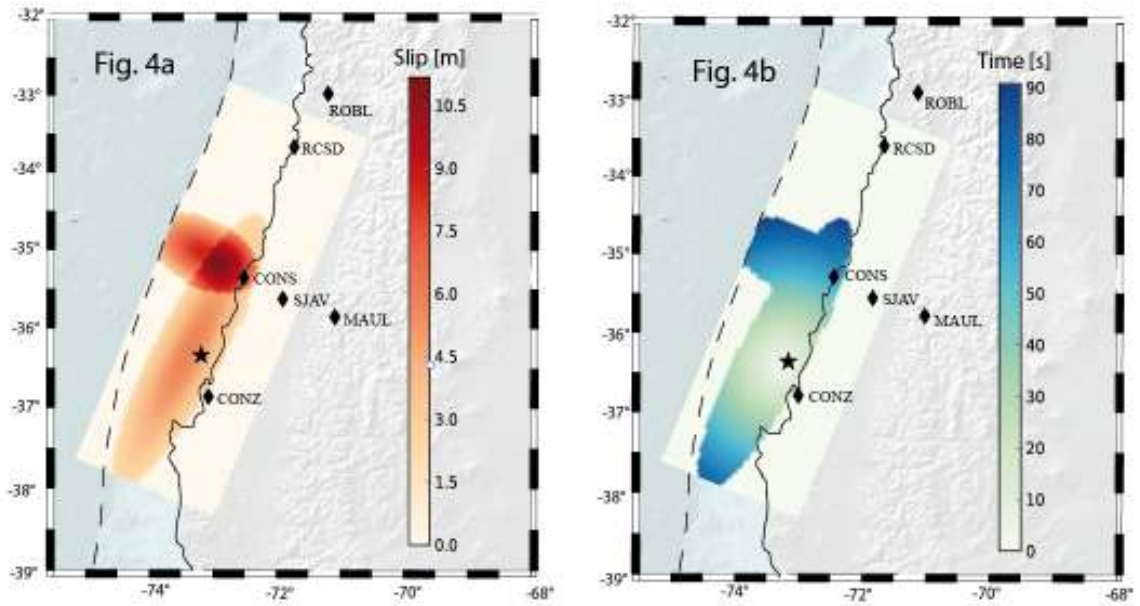 Fig. 4a
Slip [m]
-32°
-33°
-34°
-35°
-36°
-37°
-38°
-39°
-74°
-72°
-70°
-68°
10.5
9.0
7.5
6.0
4.5
3.0
1.5
0.0
ROBL
RCSD
CONS
SJAV
MAUL
CONZ
Fig. 4b
Time [s]
-32°
-33°
-34°
-35°
-36°
-37°
-38°
-39°
-74°
-72°
-70°
-68°
90
80
70
60
50
40
30
20
10
0
ROBL
RCSD
CONS
SJAV
MAUL
CONZ